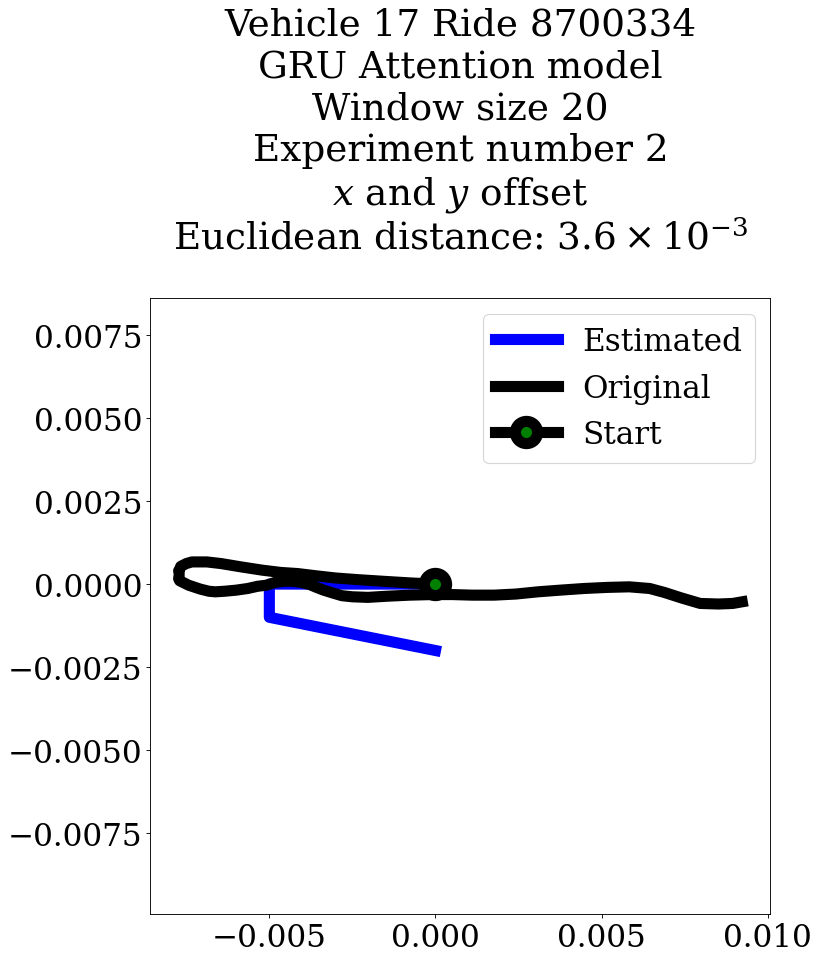 Vehicle 17 Ride 8700334
GRU Attention model
Window size 20
Experiment number 2
x and y offset
Euclidean distance: 3.6 × 10⁻³
Estimated
Original
Start
0.0075
0.0050
0.0025
0.0000
−0.0025
−0.0050
−0.0075
−0.005 0.000 0.005 0.010